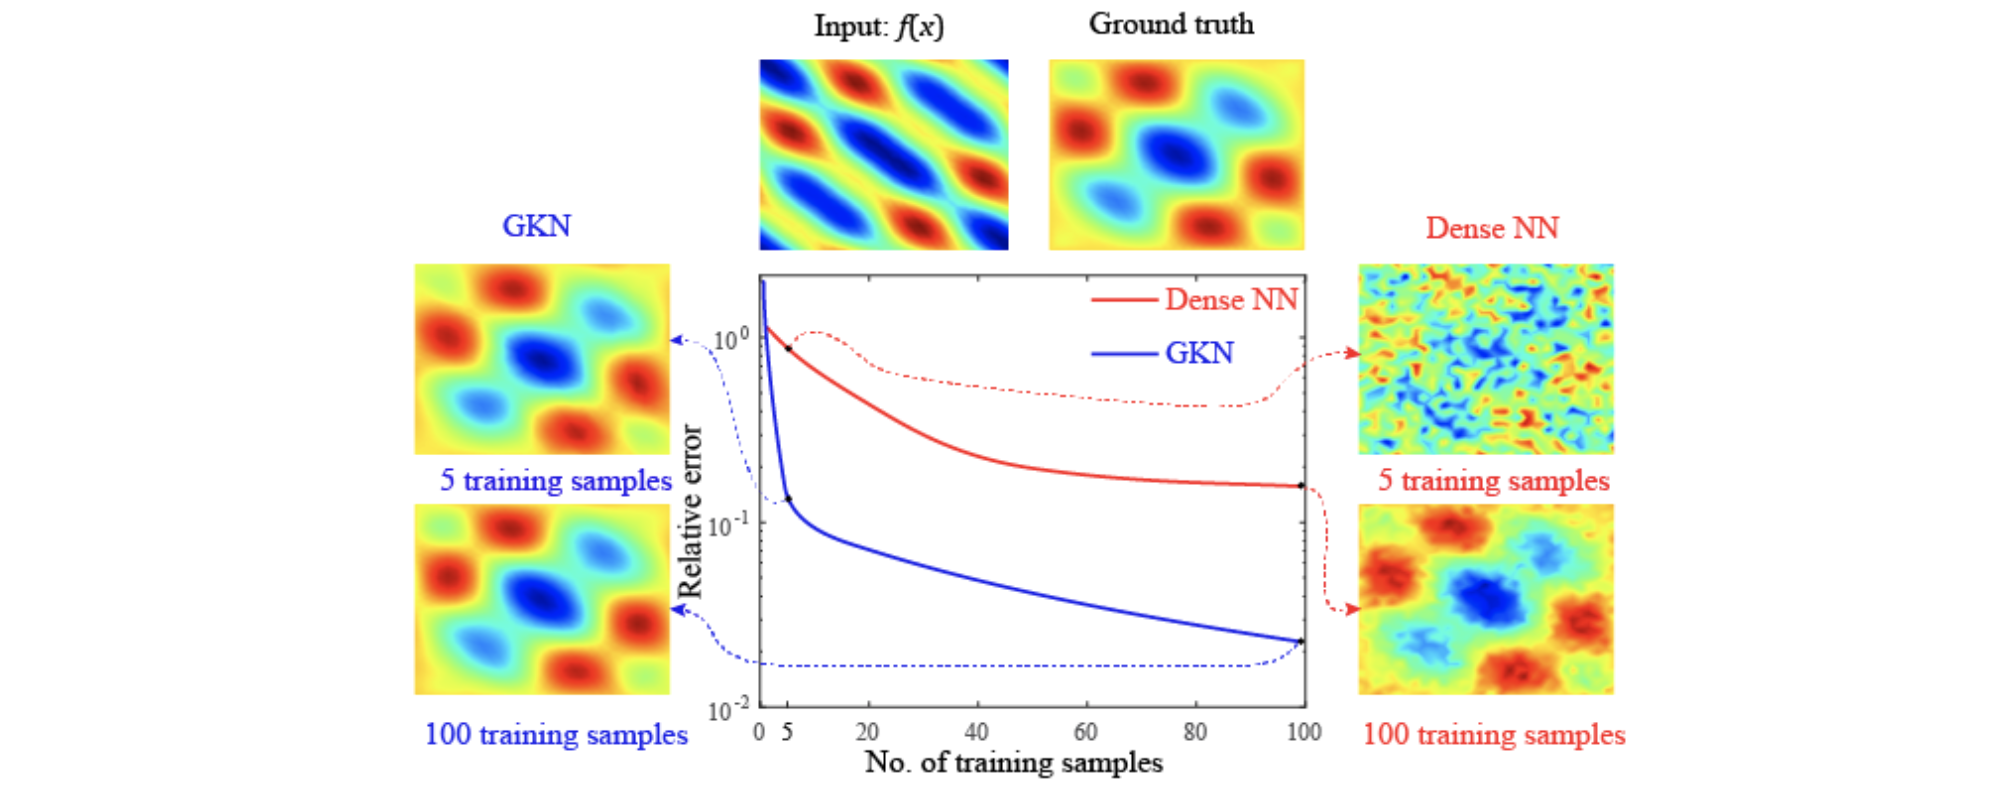 Input: f(x)
Ground truth
GKN
Dense NN
5 training samples
100 training samples
Relative error
10^0
10^-1
10^-2
Dense NN
GKN
0 5 20 40 60 80 100
No. of training samples
5 training samples
100 training samples